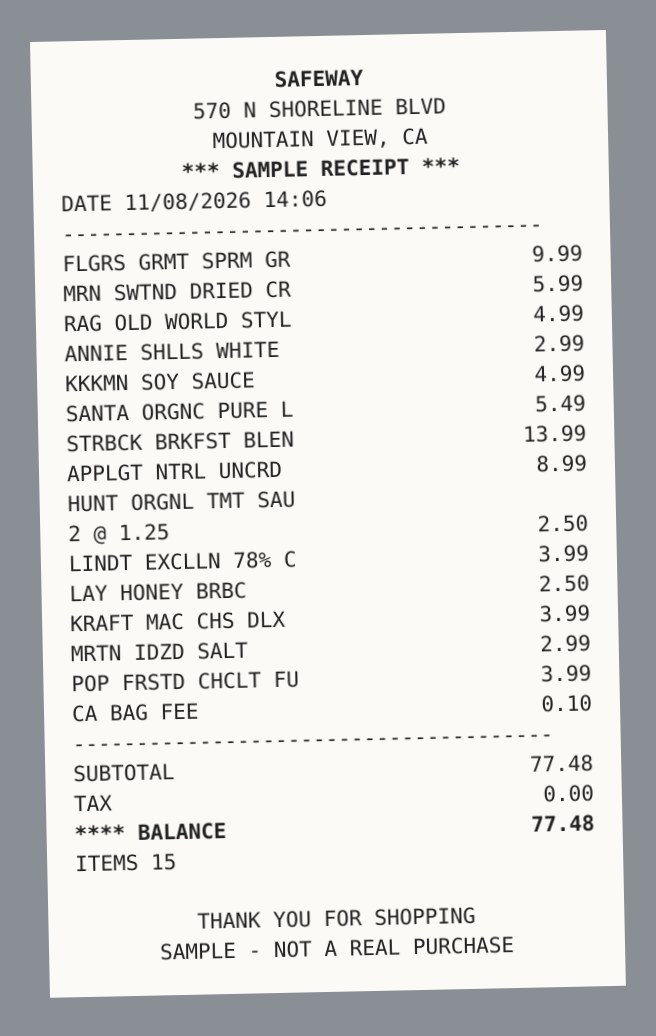 SAFEWAY
570 N SHORELINE BLVD
MOUNTAIN VIEW, CA
*** SAMPLE RECEIPT ***
DATE 11/08/2026 14:06
--------------------------------------
FLGRS GRMT SPRM GR 9.99
MRN SWTND DRIED CR 5.99
RAG OLD WORLD STYL 4.99
ANNIE SHLLS WHITE 2.99
KKKMN SOY SAUCE 4.99
SANTA ORGNC PURE L 5.49
STRBCK BRKFST BLEN 13.99
APPLGT NTRL UNCRD 8.99
HUNT ORGNL TMT SAU
2 @ 1.25 2.50
LINDT EXCLLN 78% C 3.99
LAY HONEY BRBC 2.50
KRAFT MAC CHS DLX 3.99
MRTN IDZD SALT 2.99
POP FRSTD CHCLT FU 3.99
CA BAG FEE 0.10
--------------------------------------
SUBTOTAL 77.48
TAX 0.00
**** BALANCE 77.48
ITEMS 15
THANK YOU FOR SHOPPING
SAMPLE - NOT A REAL PURCHASE